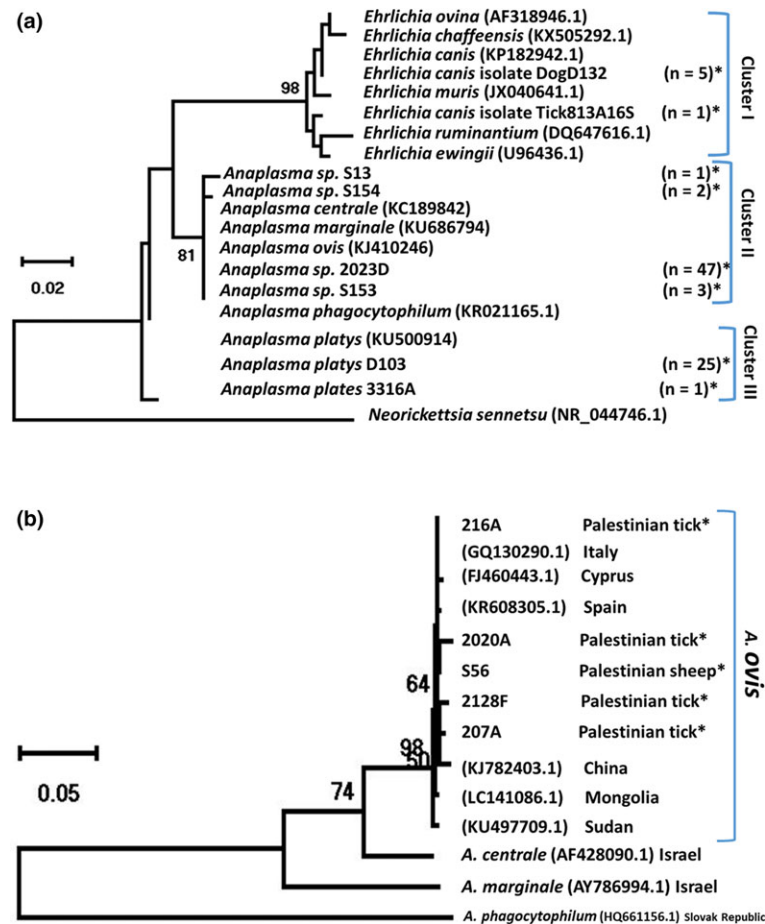 (a)
Ehrlichia ovina (AF318946.1)
Ehrlichia chaffeensis (KX505292.1)
Ehrlichia canis (KP182942.1)
Ehrlichia canis isolate DogD132 (n = 5)*
Ehrlichia muris (JX040641.1)
Ehrlichia canis isolate Tick813A16S (n = 1)*
Ehrlichia ruminantium (DQ647616.1)
Ehrlichia ewingii (U96436.1)
Cluster I
98
Anaplasma sp. S13 (n = 1)*
Anaplasma sp. S154 (n = 2)*
Anaplasma centrale (KC189842)
Anaplasma marginale (KU686794)
Anaplasma ovis (KJ410246)
Anaplasma sp. 2023D (n = 47)*
Anaplasma sp. S153 (n = 3)*
Anaplasma phagocytophilum (KR021165.1)
Cluster II
81
0.02
Anaplasma platys (KU500914)
Anaplasma platys D103 (n = 25)*
Anaplasma plates 3316A (n = 1)*
Cluster III
Neorickettsia sennetsu (NR_044746.1)
(b)
216A Palestinian tick*
(GQ130290.1) Italy
(FJ460443.1) Cyprus
(KR608305.1) Spain
2020A Palestinian tick*
S56 Palestinian sheep*
2128F Palestinian tick*
207A Palestinian tick*
(KJ782403.1) China
(LC141086.1) Mongolia
(KU497709.1) Sudan
A. ovis
64
98
50
74
0.05
A. centrale (AF428090.1) Israel
A. marginale (AY786994.1) Israel
A. phagocytophilum (HQ661156.1) Slovak Republic